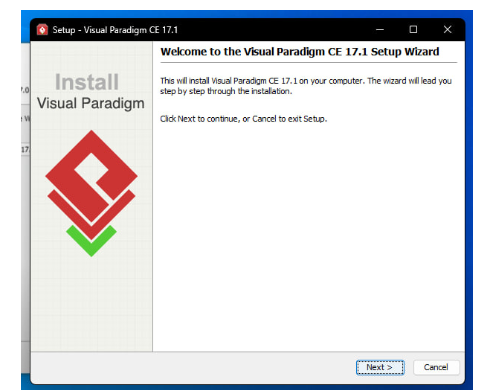 Setup - Visual Paradigm CE 17.1
Welcome to the Visual Paradigm CE 17.1 Setup Wizard
Install
Visual Paradigm
This will install Visual Paradigm CE 17.1 on your computer. The wizard will lead you
step by step through the installation.
Click Next to continue, or Cancel to exit Setup.
Next >
Cancel